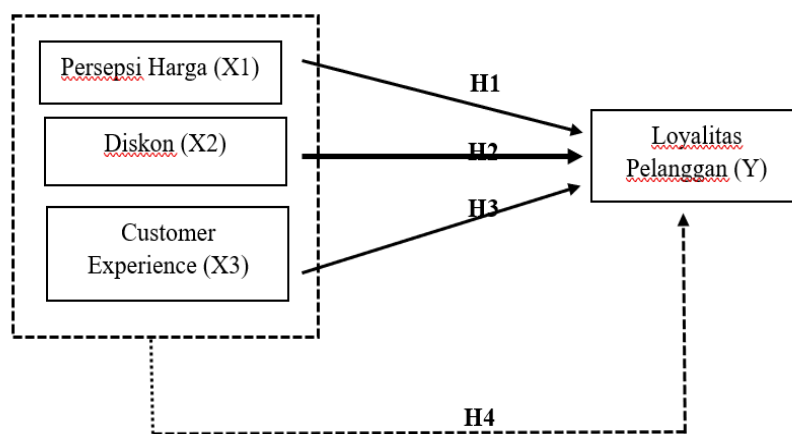 Persepsi Harga (X1)
H1
Diskon (X2)
H2
Loyalitas
Pelanggan (Y)
H3
Customer
Experience (X3)
H4